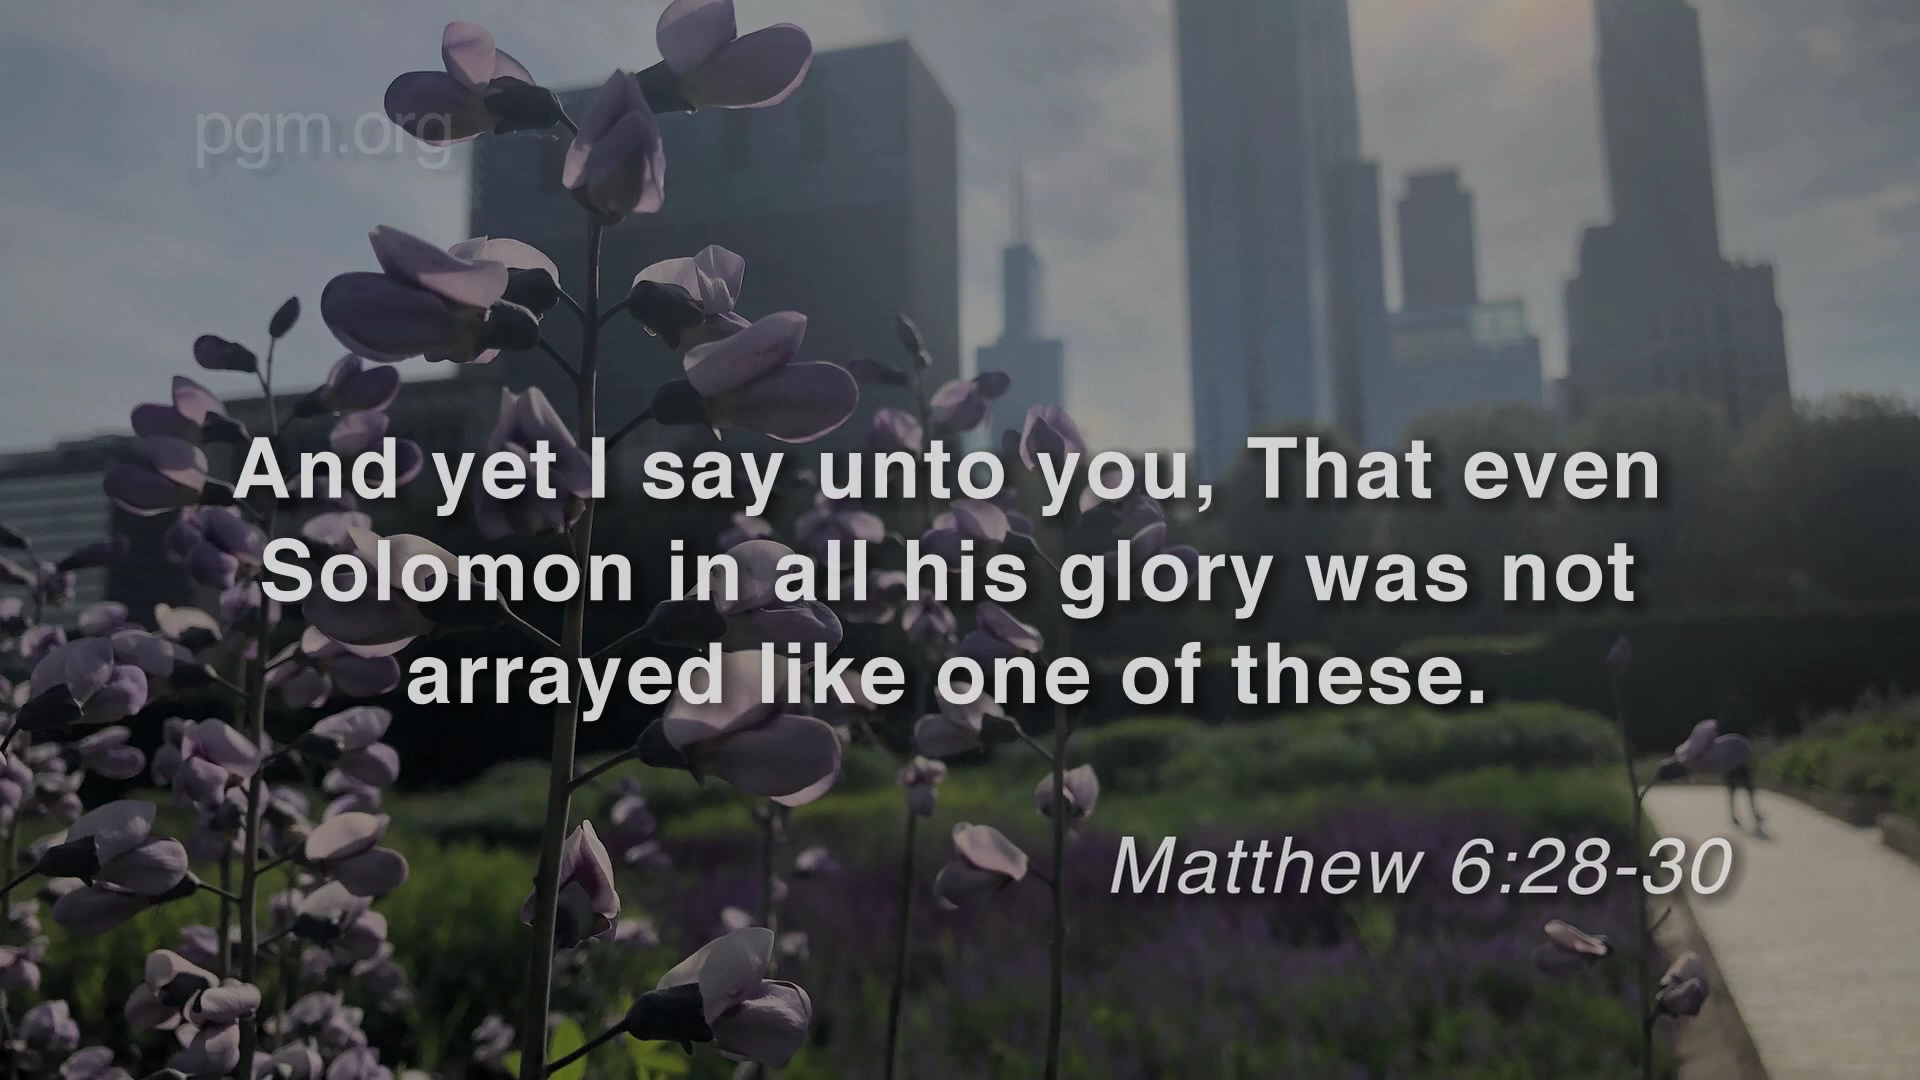 pgm.org
And yet I say unto you, That even
Solomon in all his glory was not
arrayed like one of these.
Matthew 6:28-30